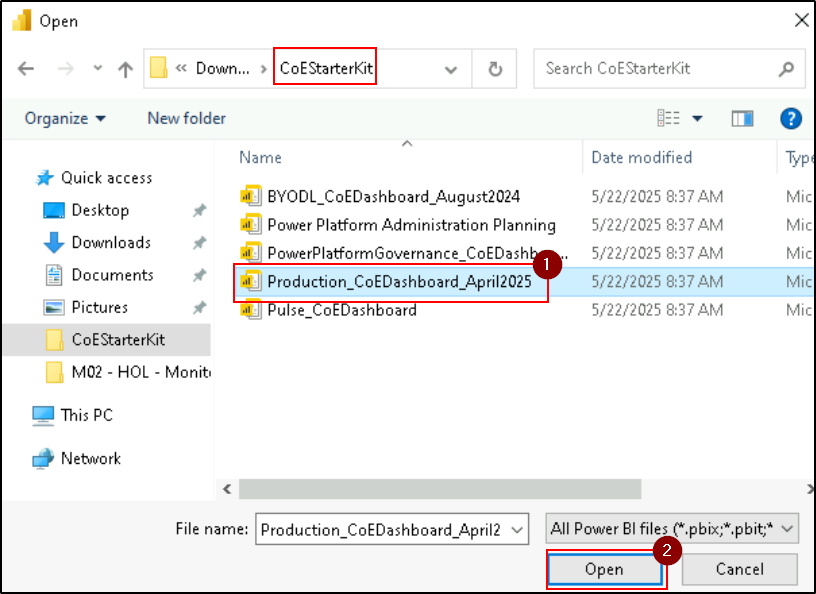 Open
« Down... › CoEStarterKit
Search CoEStarterKit
Organize
New folder
?
Name
Date modified
Type
Quick access
Desktop
Downloads
Documents
Pictures
CoEStarterKit
M02 - HOL - Monit
This PC
Network
BYODL_CoEDashboard_August2024 5/22/2025 8:37 AM Mic
Power Platform Administration Planning 5/22/2025 8:37 AM Mic
PowerPlatformGovernance_CoEDashbo... 5/22/2025 8:37 AM Mic
1
Production_CoEDashboard_April2025 5/22/2025 8:37 AM Mic
Pulse_CoEDashboard 5/22/2025 8:37 AM Mic
File name: Production_CoEDashboard_April2
All Power BI files (*.pbix;*.pbit;*
2
Open
Cancel